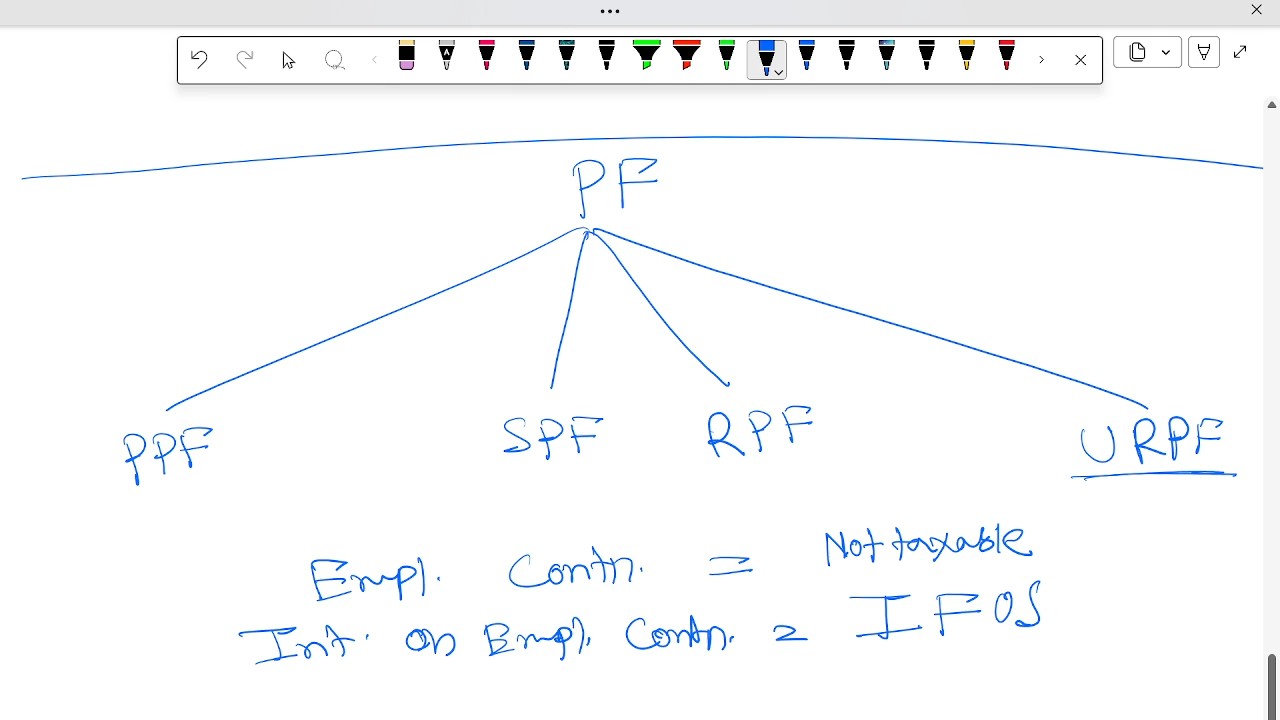 PF
PPF SPF RPF URPF
Empl. Contn. = Not taxable
Int. on Empl. Contn. = IFOS